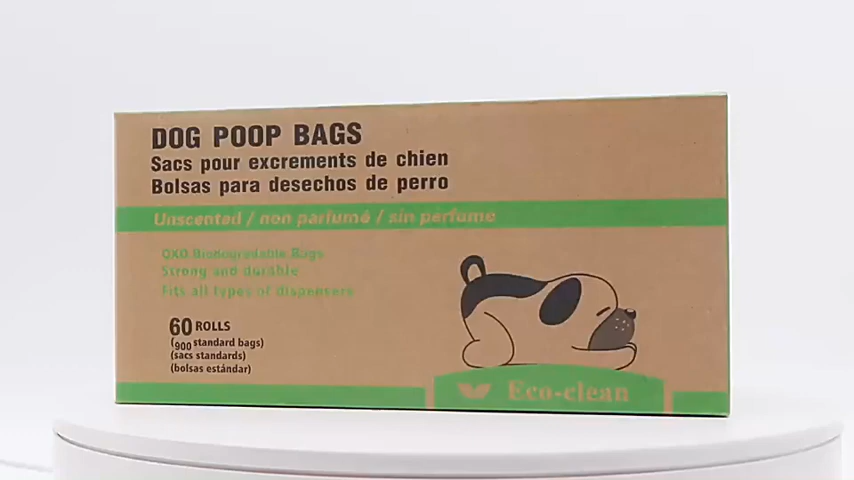 DOG POOP BAGS
Sacs pour excrements de chien
Bolsas para desechos de perro
Unscented / non parfumé / sin perfume
OXO Biodegradable Bags
Strong and durable
Fits all types of dispensers
60 ROLLS
(900 standard bags)
(sacs standards)
(bolsas estándar)
Eco-clean